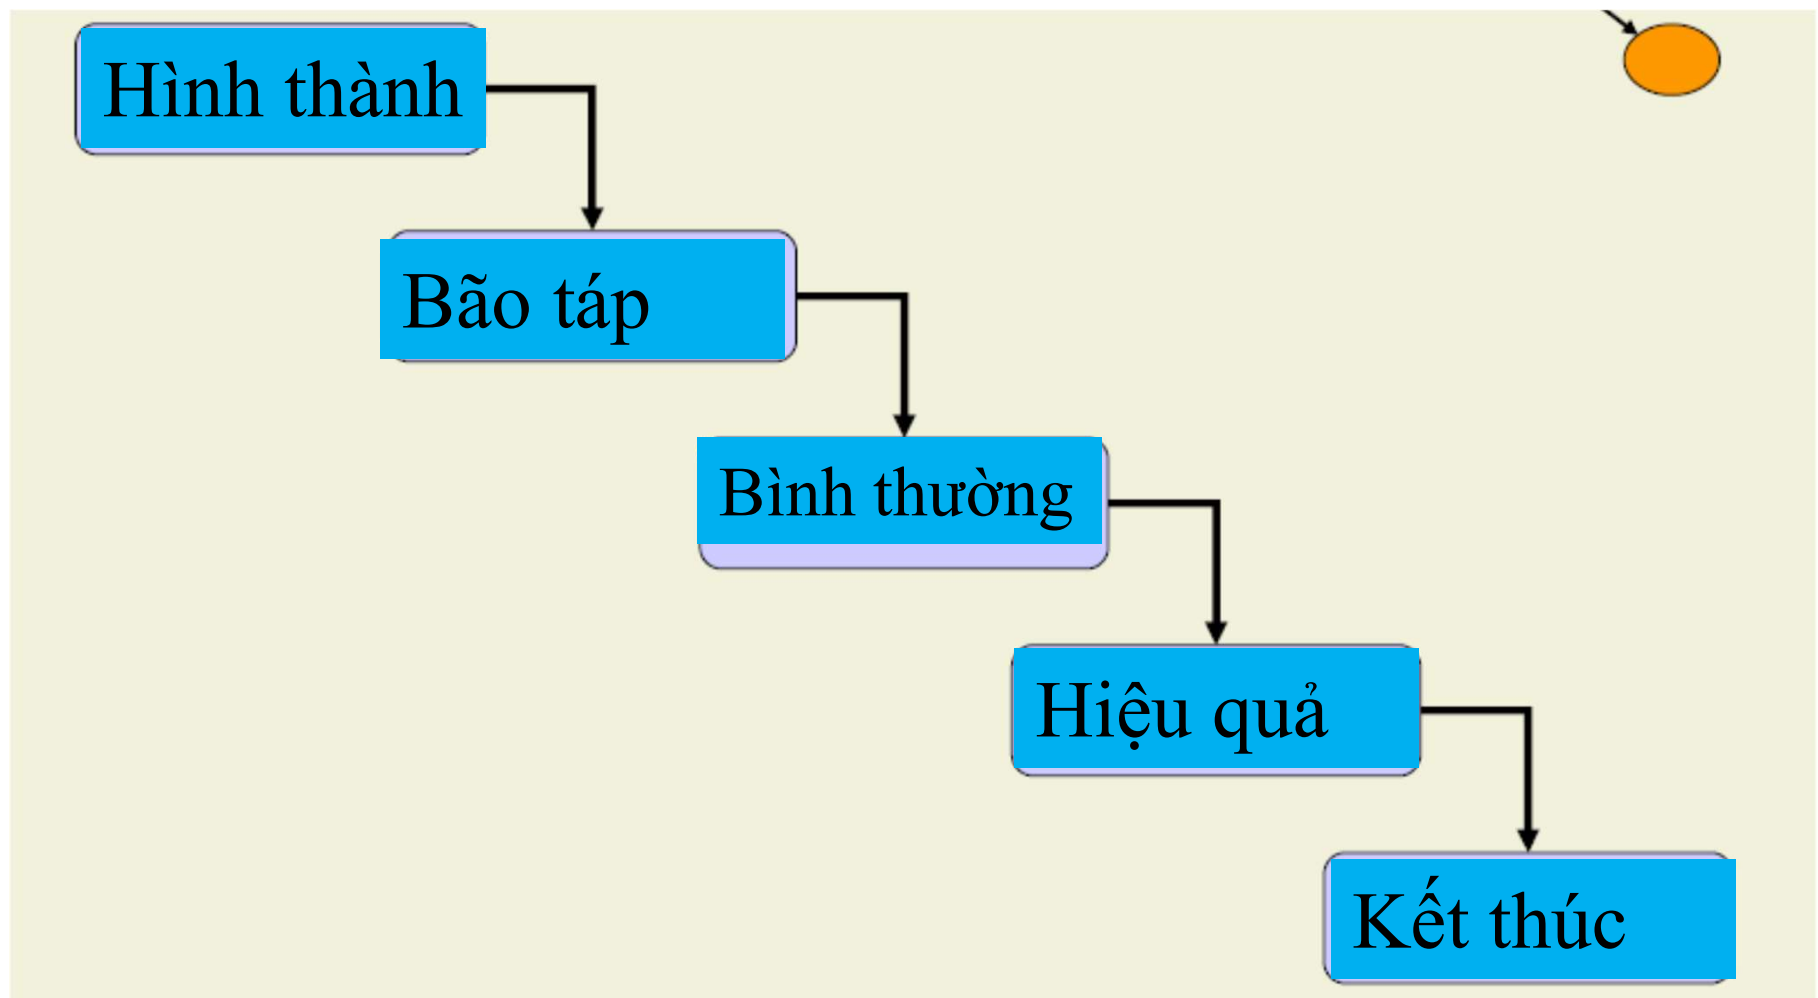 Hình thành
Bão táp
Bình thường
Hiệu quả
Kết thúc